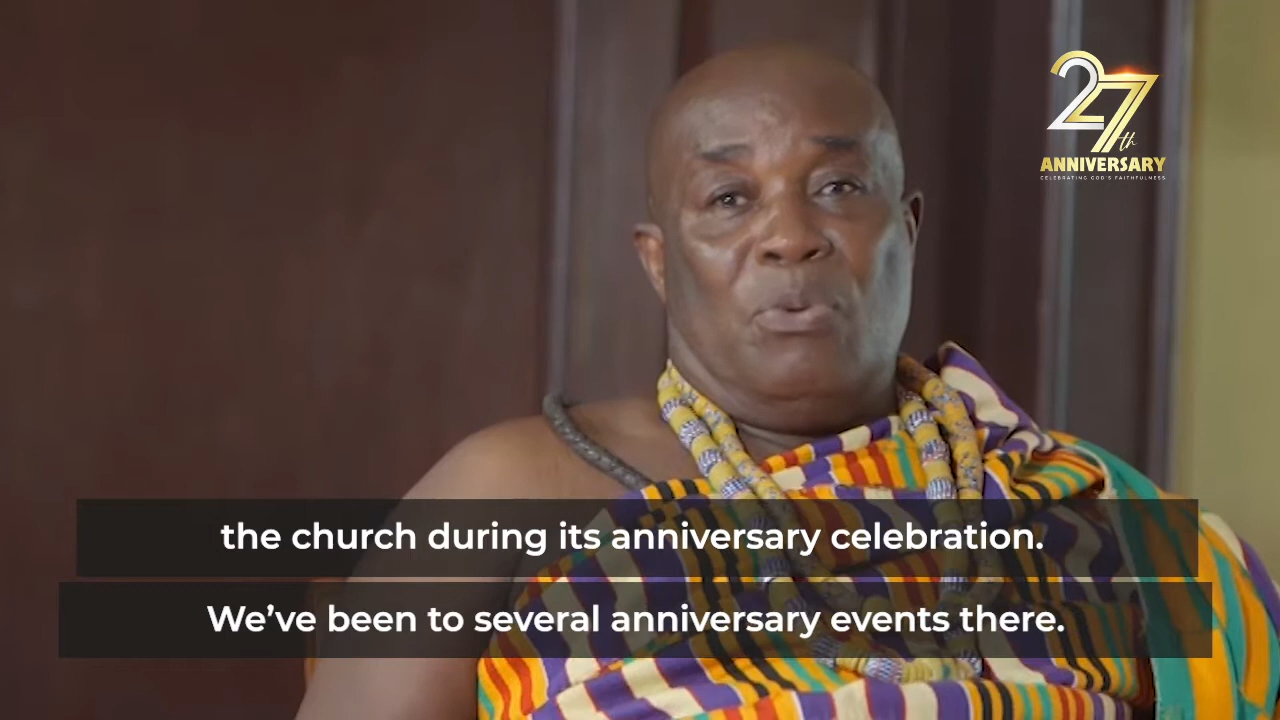 27th
ANNIVERSARY
CELEBRATING GOD'S FAITHFULNESS
the church during its anniversary celebration.
We’ve been to several anniversary events there.